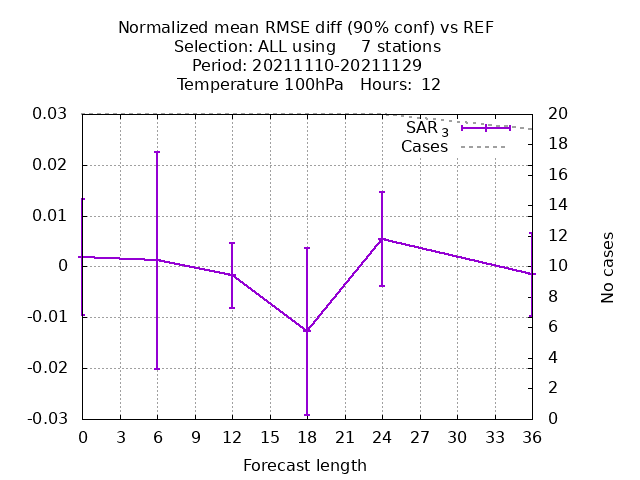 Normalized mean RMSE diff (90% conf) vs REF
Selection: ALL using 7 stations
Period: 20211110-20211129
Temperature 100hPa Hours: 12
0.03
0.02
0.01
0
-0.01
-0.02
-0.03
20
18
16
14
12
10
8
6
4
2
0
SAR 3
Cases
No cases
0 3 6 9 12 15 18 21 24 27 30 33 36
Forecast length